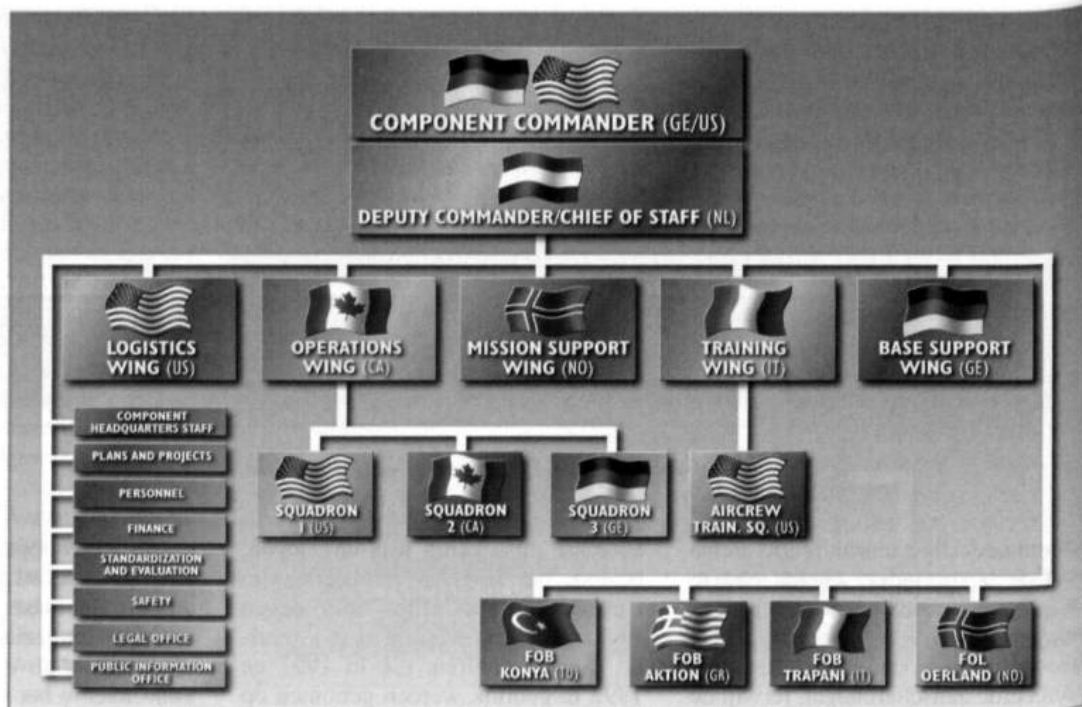 COMPONENT COMMANDER (GE/US)
DEPUTY COMMANDER/CHIEF OF STAFF (NL)
LOGISTICS
WING (US)
OPERATIONS
WING (CA)
MISSION SUPPORT
WING (NO)
TRAINING
WING (IT)
BASE SUPPORT
WING (GE)
COMPONENT
HEADQUARTERS STAFF
PLANS AND PROJECTS
PERSONNEL
FINANCE
STANDARDIZATION
AND EVALUATION
SAFETY
LEGAL OFFICE
PUBLIC INFORMATION
OFFICE
SQUADRON
1 (US)
SQUADRON
2 (CA)
SQUADRON
3 (GE)
AIRCREW
TRAIN. SQ. (US)
FOB
KONYA (TU)
FOB
AKTION (GR)
FOB
TRAPANI (IT)
FOL
OERLAND (NO)